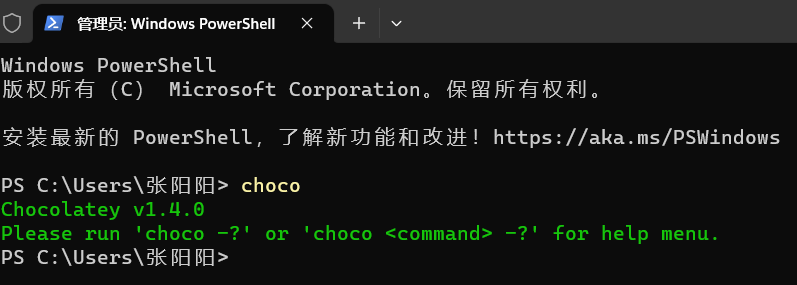 管理员: Windows PowerShell
Windows PowerShell
版权所有 (C) Microsoft Corporation。保留所有权利。
安装最新的 PowerShell，了解新功能和改进！https://aka.ms/PSWindows
PS C:\Users\张阳阳> choco
Chocolatey v1.4.0
Please run 'choco -?' or 'choco <command> -?' for help menu.
PS C:\Users\张阳阳>